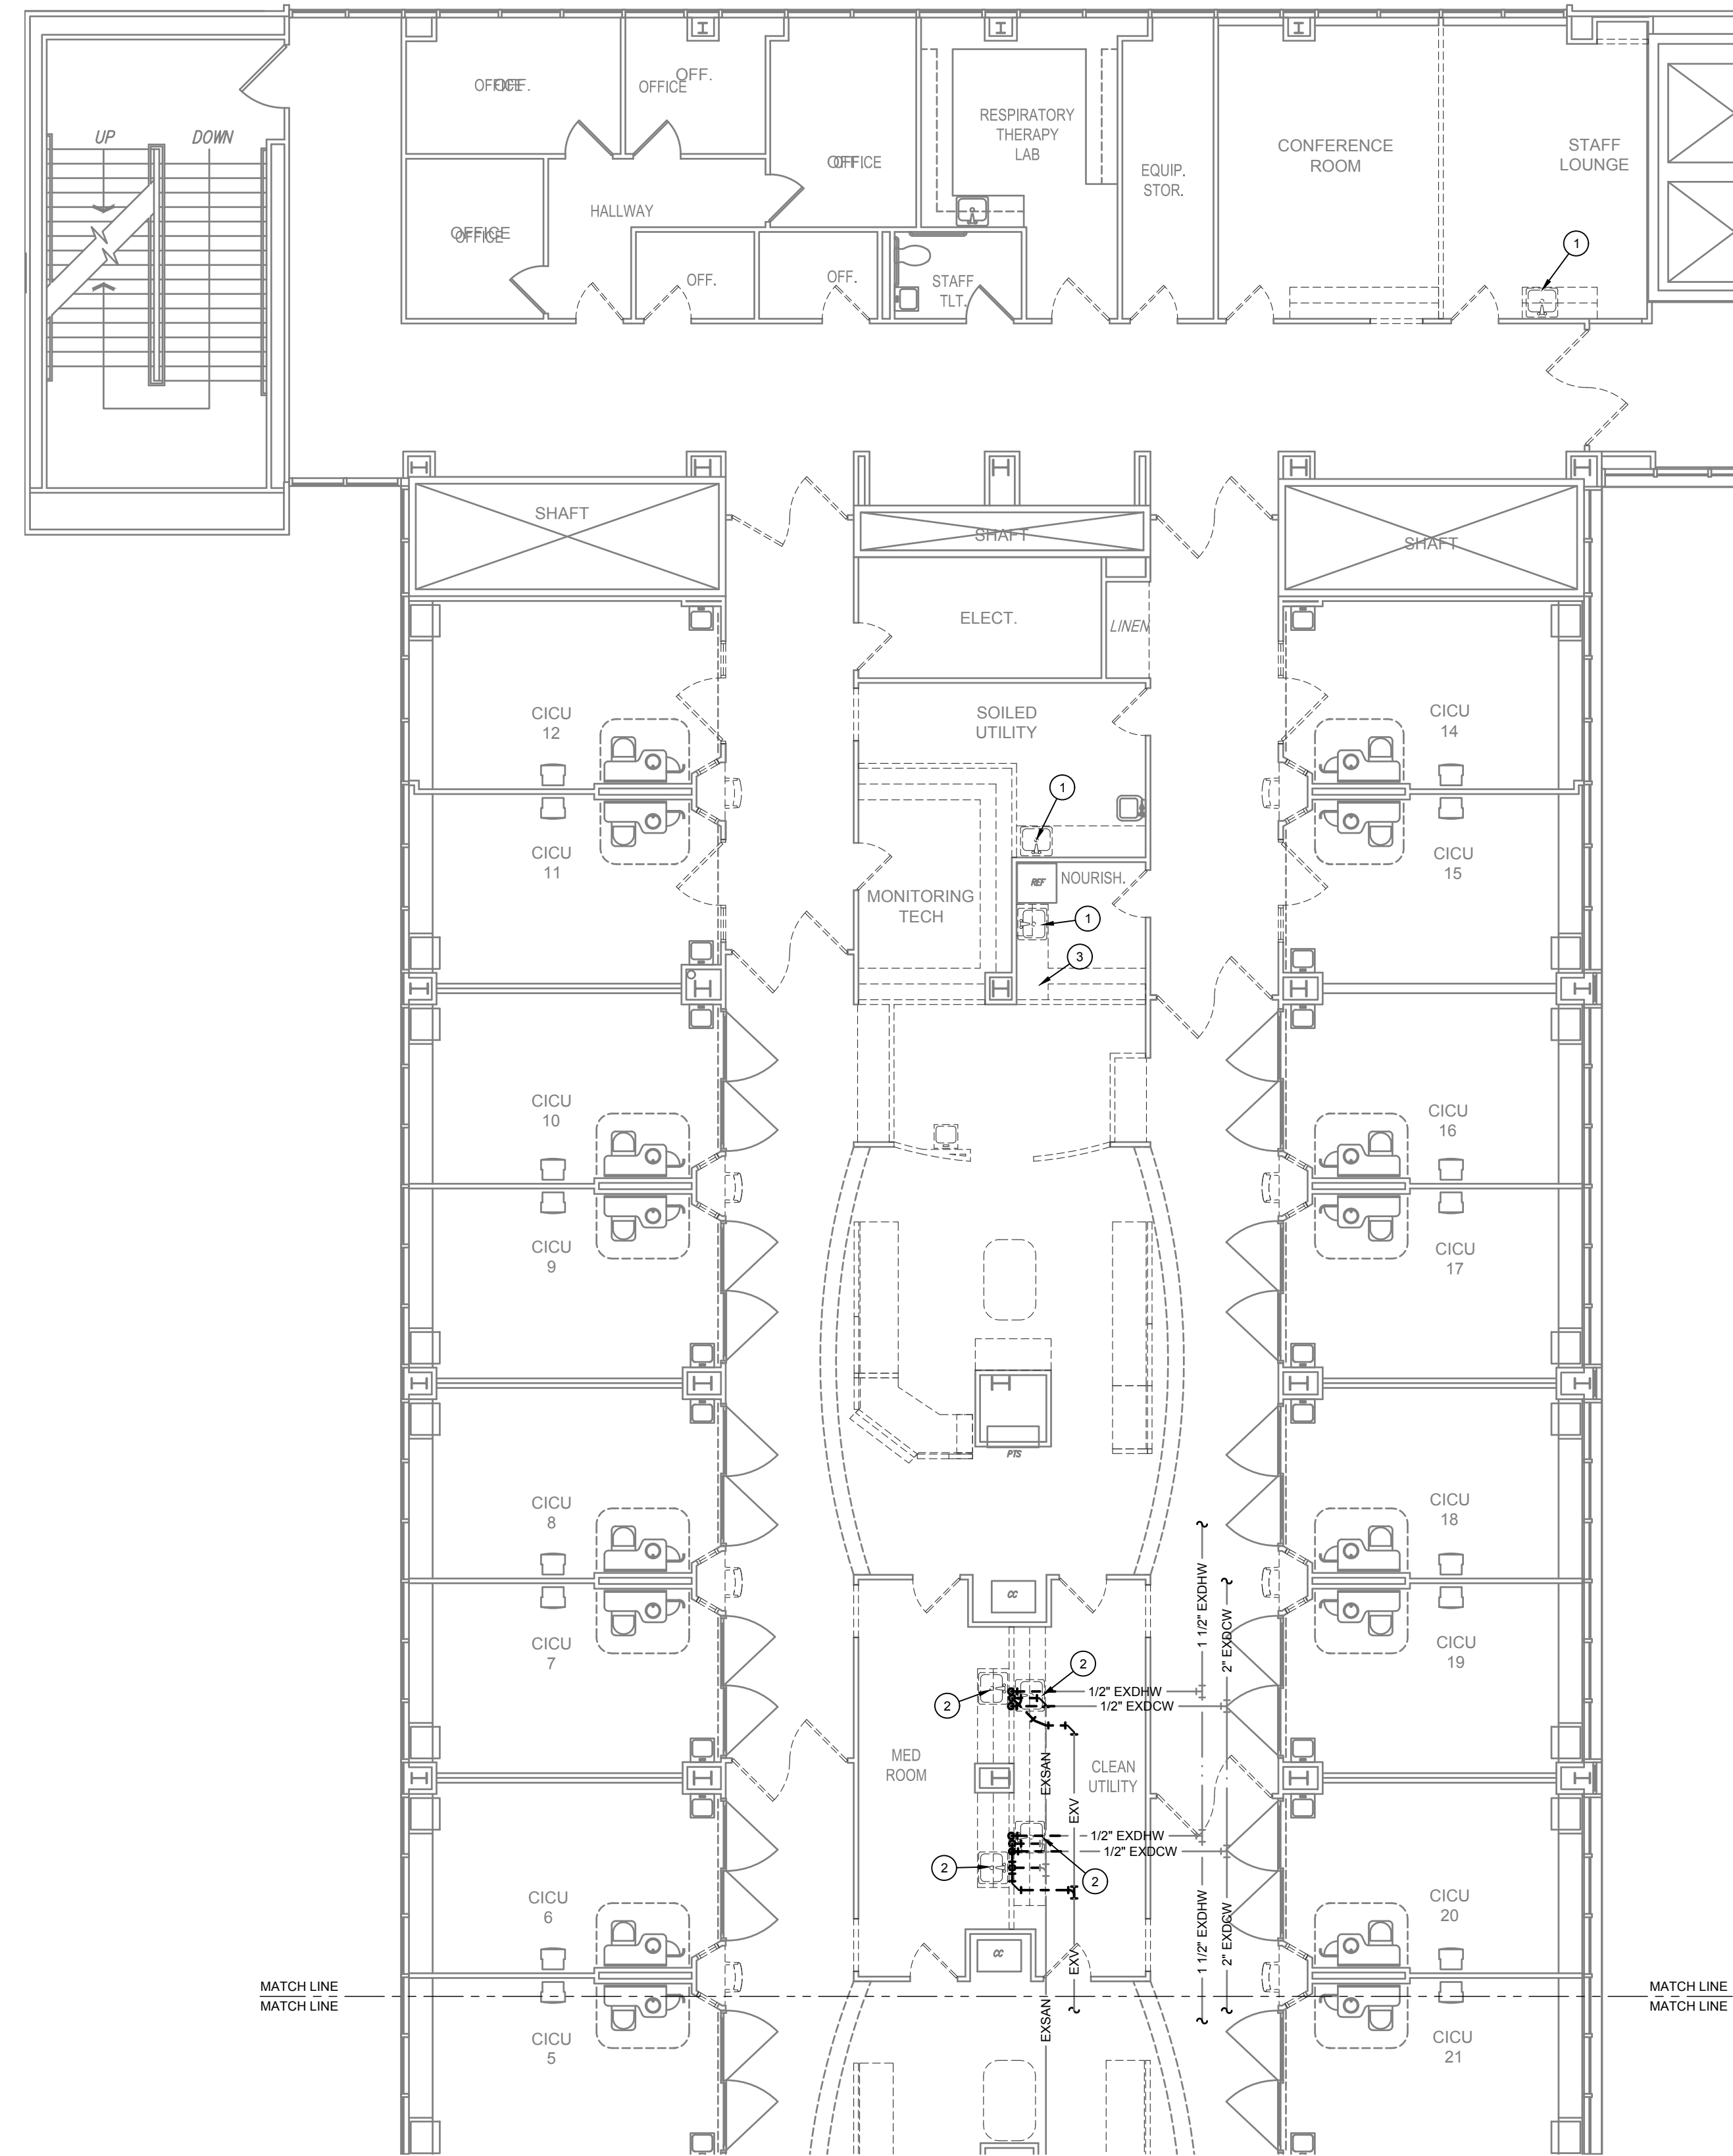 OFFICE OFF.
OFF.
OFFICE
RESPIRATORY
THERAPY
LAB
UP
DOWN
CONFERENCE
ROOM
STAFF
LOUNGE
OFF. OFFICE
EQUIP.
STOR.
HALLWAY
OFFICE
OFFICE
1
OFF.
OFF.
STAFF
TLT.
SHAFT
SHAFT
SHAFT
ELECT.
LINEN
CICU
12
SOILED
UTILITY
CICU
14
1
CICU
11
CICU
15
REF
NOURISH.
MONITORING
TECH
1
3
CICU
10
CICU
16
CICU
9
CICU
17
PTS
CICU
8
CICU
18
CC
1 1/2" EXDHW
2" EXDCW
CICU
7
CICU
19
2
2
1/2" EXDHW
1/2" EXDCW
MED
ROOM
EXSAN
EXV
CLEAN
UTILITY
1/2" EXDHW
1/2" EXDCW
2
2
CICU
6
CICU
20
1 1/2" EXDHW
2" EXDCW
CC
EXV
MATCH LINE
MATCH LINE
MATCH LINE
MATCH LINE
EXSAN
CICU
5
CICU
21